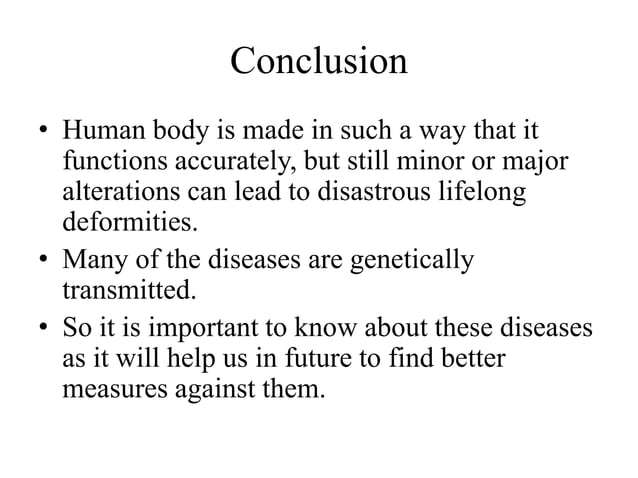 Conclusion
• Human body is made in such a way that it
functions accurately, but still minor or major
alterations can lead to disastrous lifelong
deformities.
• Many of the diseases are genetically
transmitted.
• So it is important to know about these diseases
as it will help us in future to find better
measures against them.